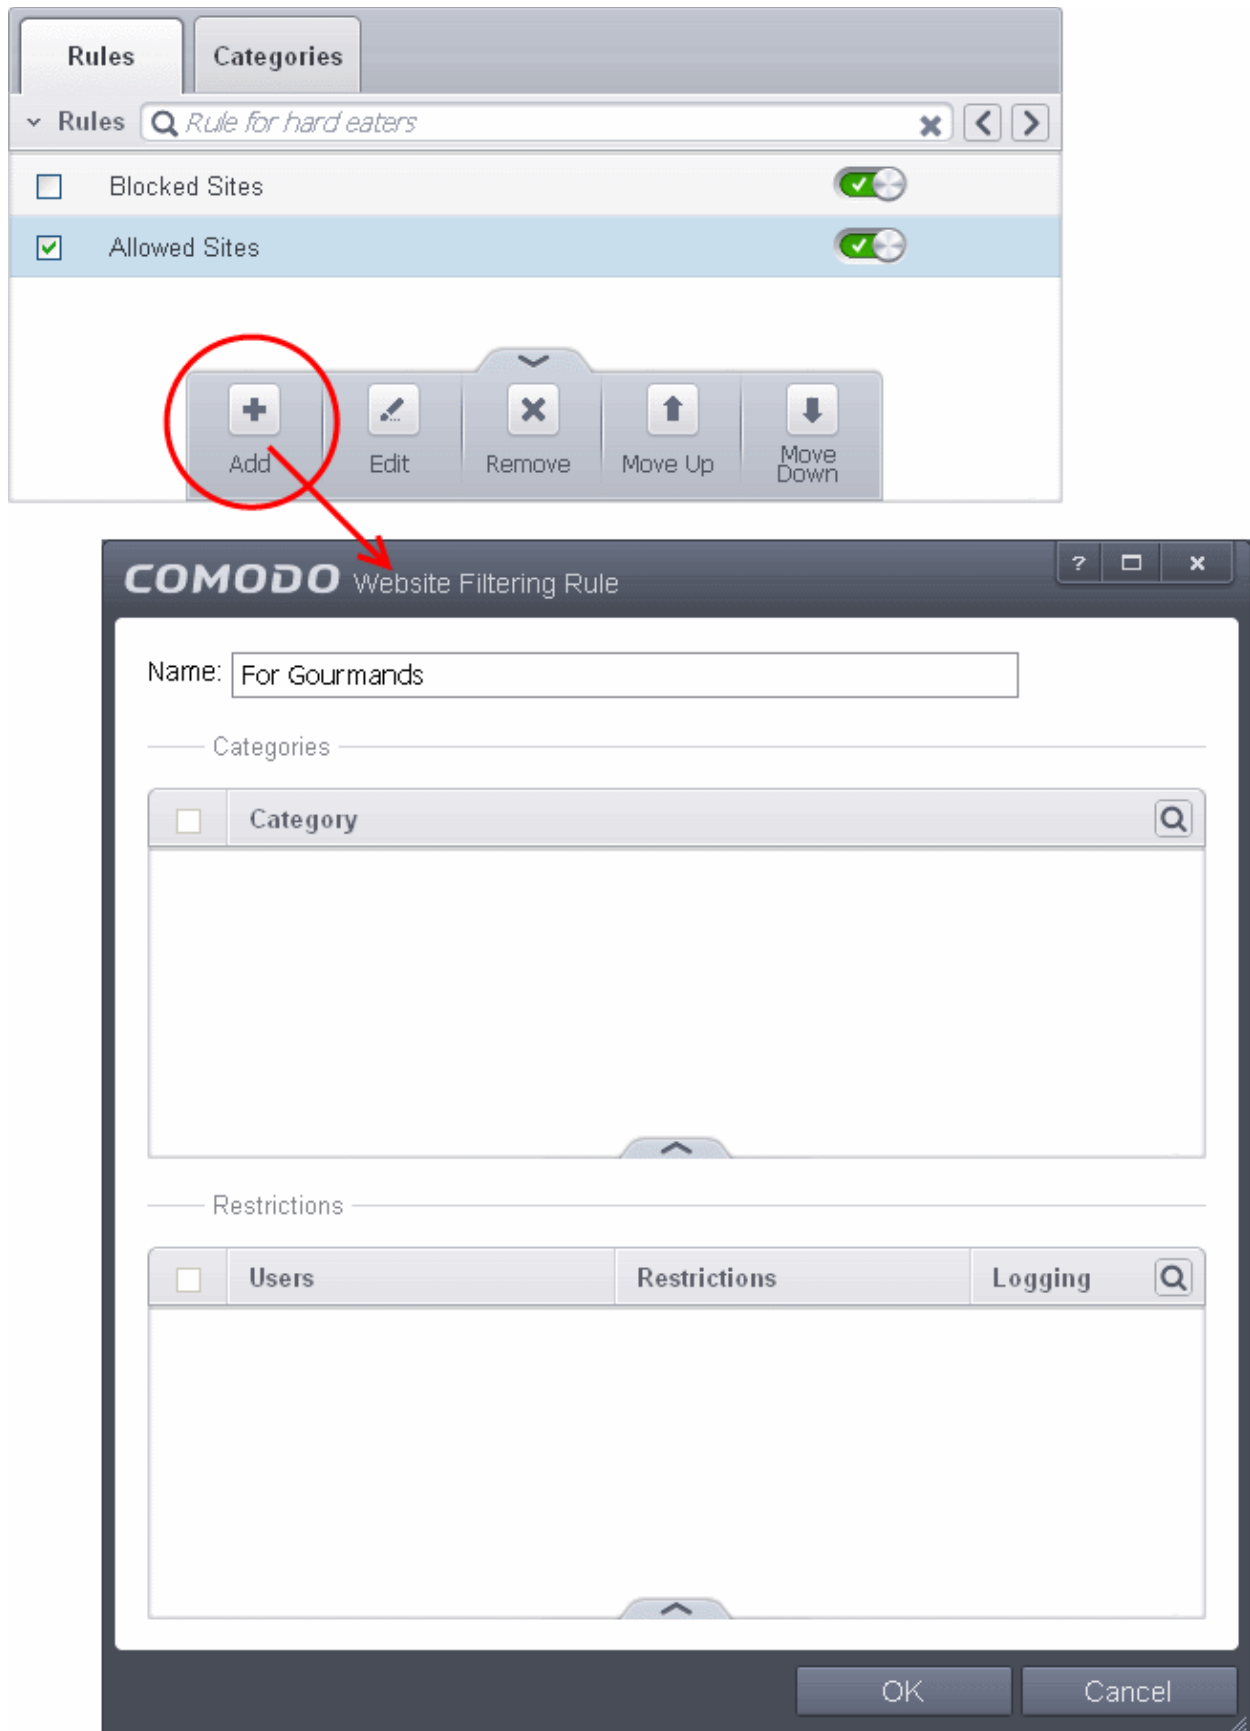 Rules Categories
Rules Rule for hard eaters
Blocked Sites
Allowed Sites
Add Edit Remove Move Up Move Down
COMODO Website Filtering Rule ?
Name: For Gourmands
Categories
Category
Restrictions
Users Restrictions Logging
OK Cancel